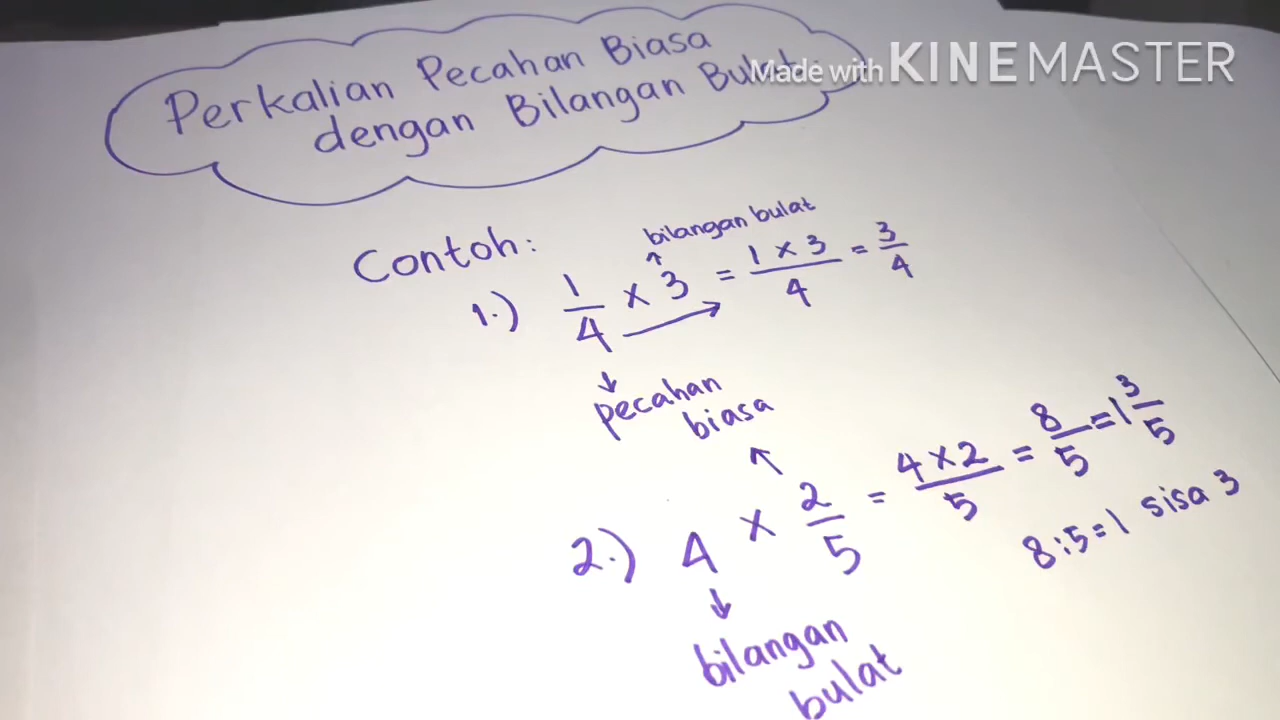 Perkalian Pecahan Biasa
dengan Bilangan Bulat
Made with KINEMASTER
Contoh:
bilangan bulat
1.) 1/4 x 3 = 1 x 3/4 = 3/4
pecahan
biasa
2.) 4 x 2/5 = 4 x 2/5 = 8/5 = 1 3/5
8:5=1 sisa 3
bilangan
bulat